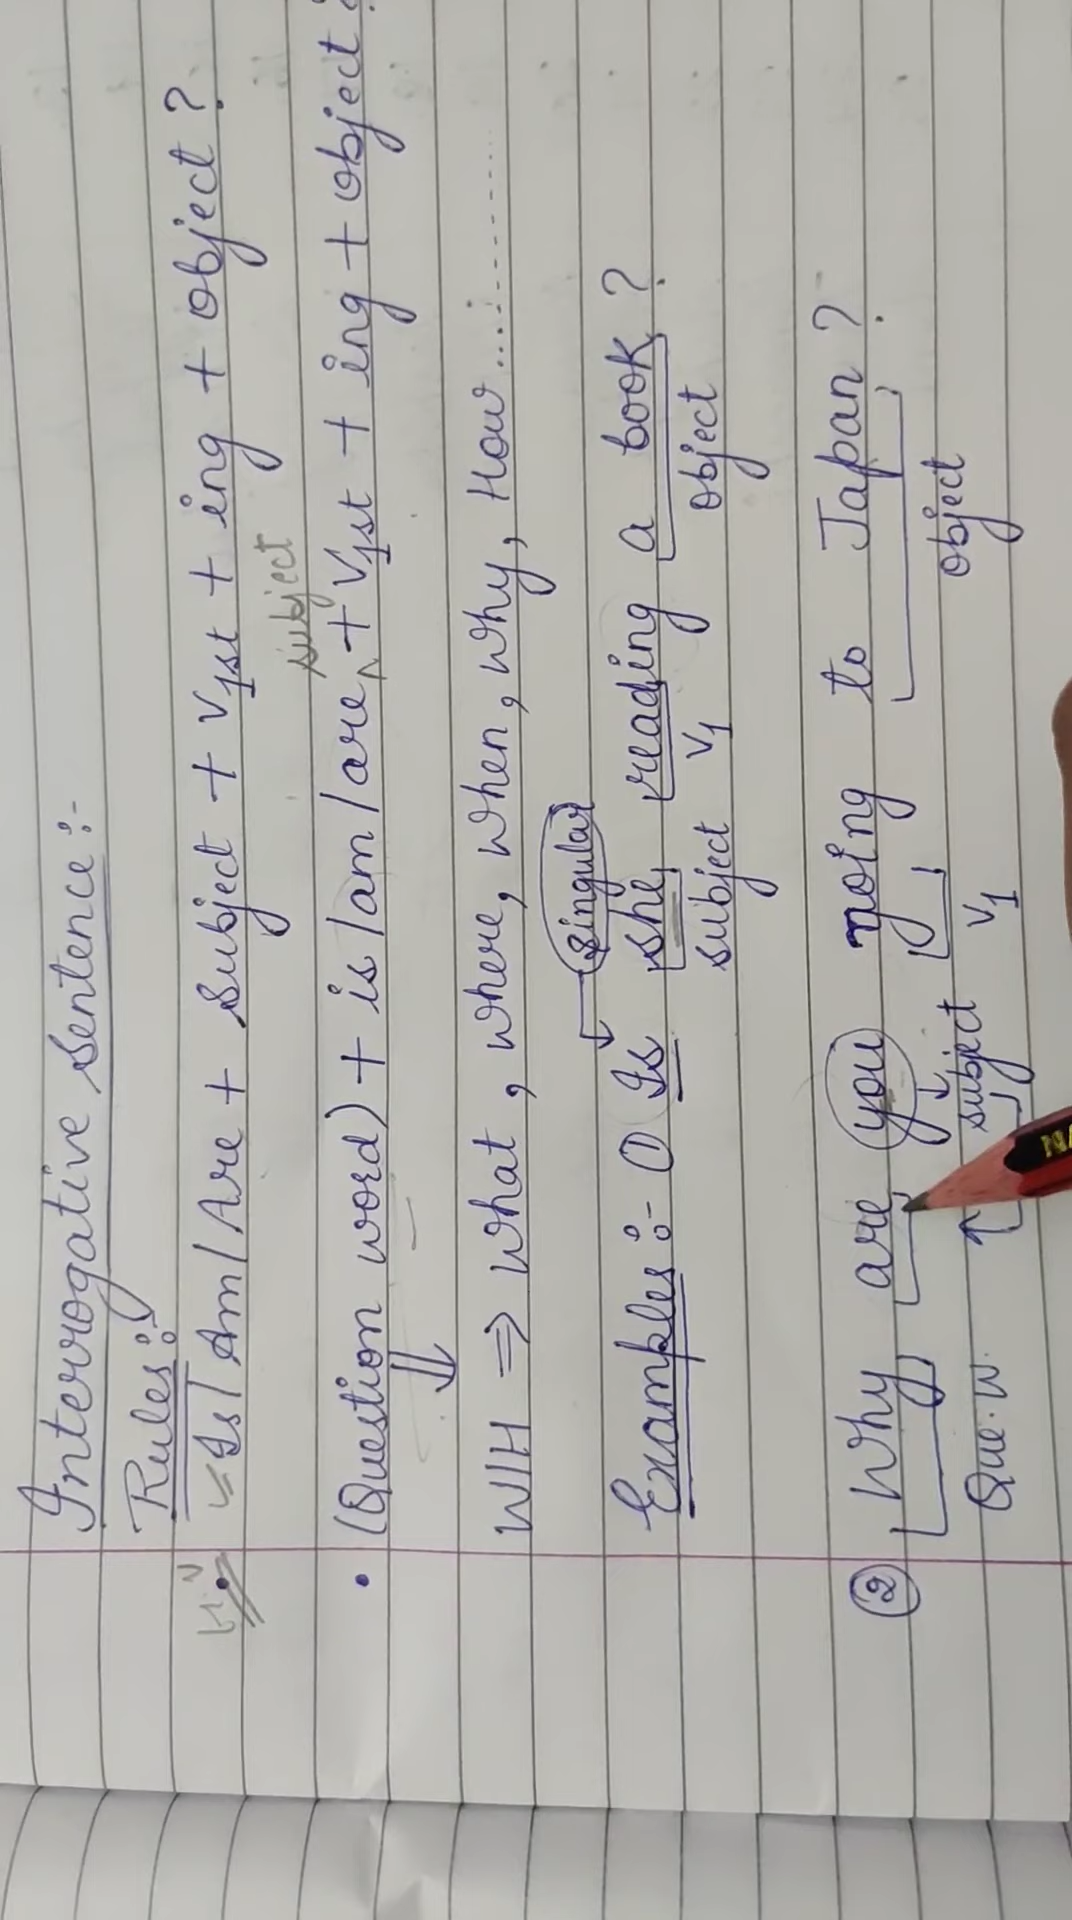 Interrogative Sentence :-
Rules :
H.V Is / Am / Are + Subject + V1st + ing + object ?
subject
• (Question word) + is / am / are + V1st + ing + object ?
WH ⇒ What, where, when, why, How.....
singular
Examples :- ① Is she reading a book ?
subject V1 object
② Why are you going to Japan ?
Que. W. subject V1 object